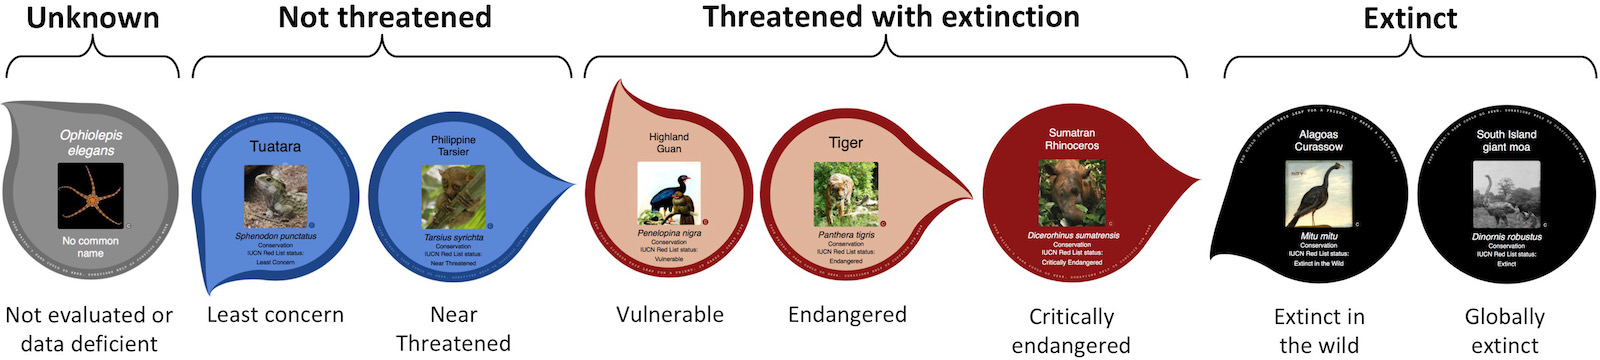 Unknown
Not threatened
Threatened with extinction
Extinct
Ophiolepis
elegans
No common
name
Tuatara
Sphenodon punctatus
Conservation
IUCN Red List status:
Least Concern
Philippine
Tarsier
Tarsius syrichta
Conservation
IUCN Red List status:
Near Threatened
Highland
Guan
Penelopina nigra
Conservation
IUCN Red List status:
Vulnerable
Tiger
Panthera tigris
Conservation
IUCN Red List status:
Endangered
Sumatran
Rhinoceros
Dicerorhinus sumatrensis
Conservation
IUCN Red List status:
Critically Endangered
Alagoas
Curassow
Mitu mitu
Conservation
IUCN Red List status:
Extinct in the Wild
South Island
giant moa
Dinornis robustus
Conservation
IUCN Red List status:
Extinct
Not evaluated or
data deficient
Least concern
Near
Threatened
Vulnerable
Endangered
Critically
endangered
Extinct in
the wild
Globally
extinct